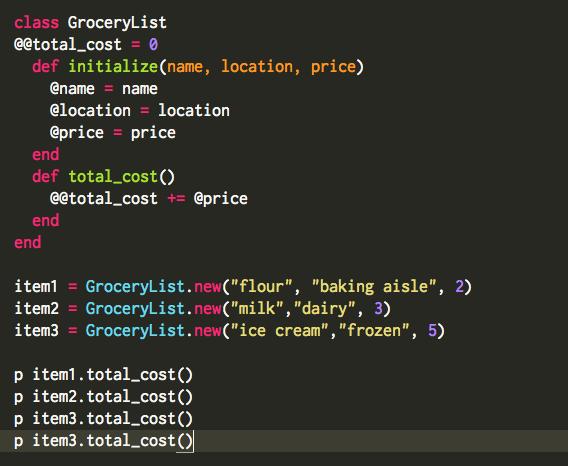 class GroceryList
@@total_cost = 0
  def initialize(name, location, price)
    @name = name
    @location = location
    @price = price
  end
  def total_cost()
    @@total_cost += @price
  end
end

item1 = GroceryList.new("flour", "baking aisle", 2)
item2 = GroceryList.new("milk","dairy", 3)
item3 = GroceryList.new("ice cream","frozen", 5)

p item1.total_cost()
p item2.total_cost()
p item3.total_cost()
p item3.total_cost()